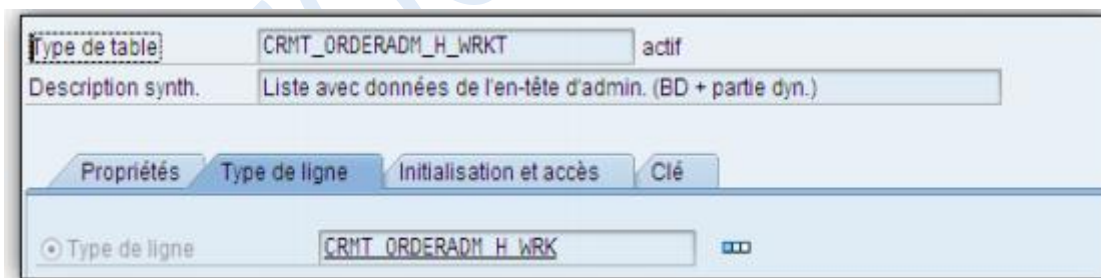 Type de table CRMT_ORDERADM_H_WRKT actif
Description synth. Liste avec données de l'en-tête d'admin. (BD + partie dyn.)
Propriétés Type de ligne Initialisation et accès Clé
Type de ligne CRMT_ORDERADM_H_WRK